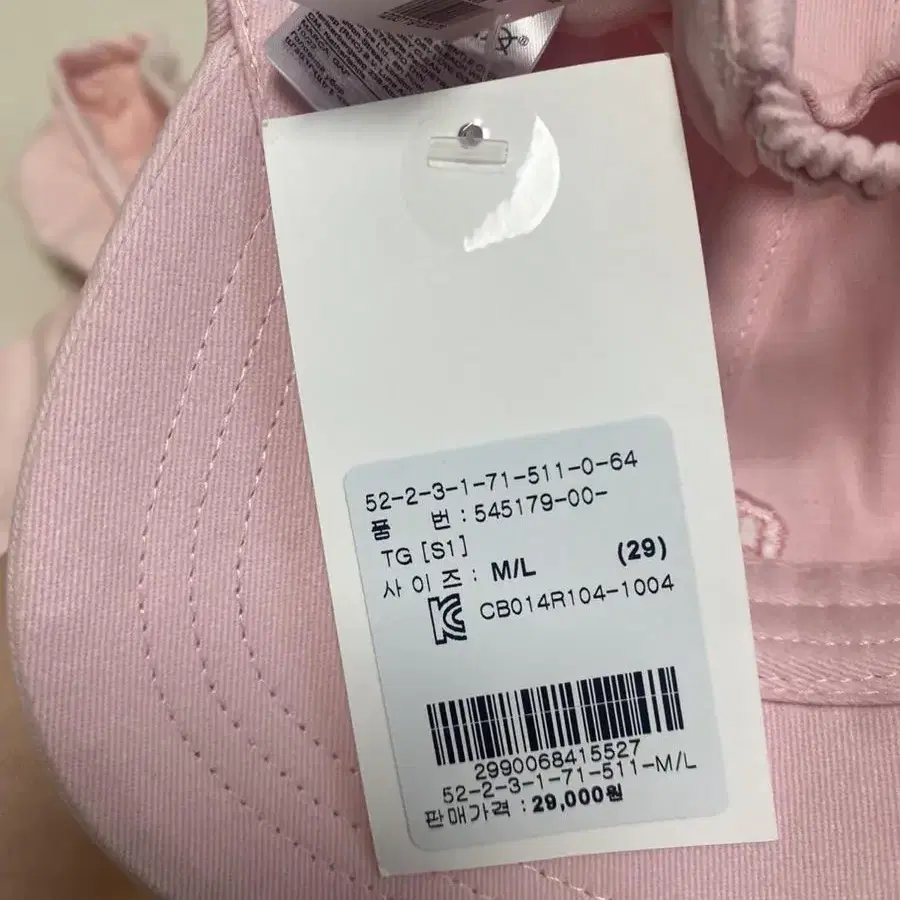 52-2-3-1-71-511-0-64
품 번 : 545179-00-
TG [S1]
사 이 즈 : M/L (29)
CB014R104-1004
2990068415527
52-2-3-1-71-511-M/L
판매가격 : 29,000원